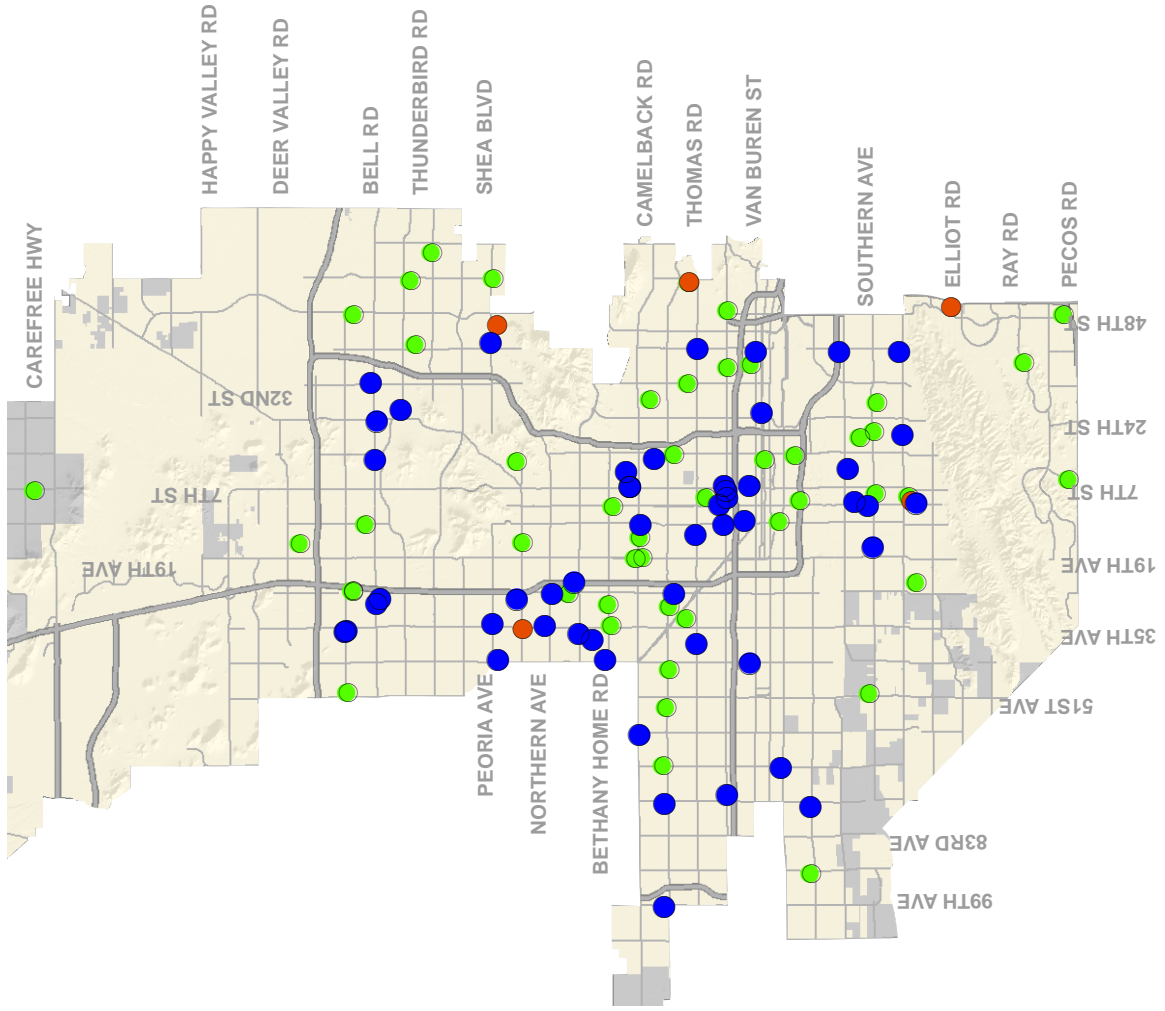 HAPPY VALLEY RD
DEER VALLEY RD
BELL RD
THUNDERBIRD RD
SHEA BLVD
CAMELBACK RD
THOMAS RD
VAN BUREN ST
SOUTHERN AVE
ELLIOT RD
RAY RD
PECOS RD
CAREFREE HWY
48TH ST
32ND ST
24TH ST
7TH ST
7TH ST
19TH AVE
19TH AVE
35TH AVE
51ST AVE
PEORIA AVE
NORTHERN AVE
BETHANY HOME RD
83RD AVE
99TH AVE